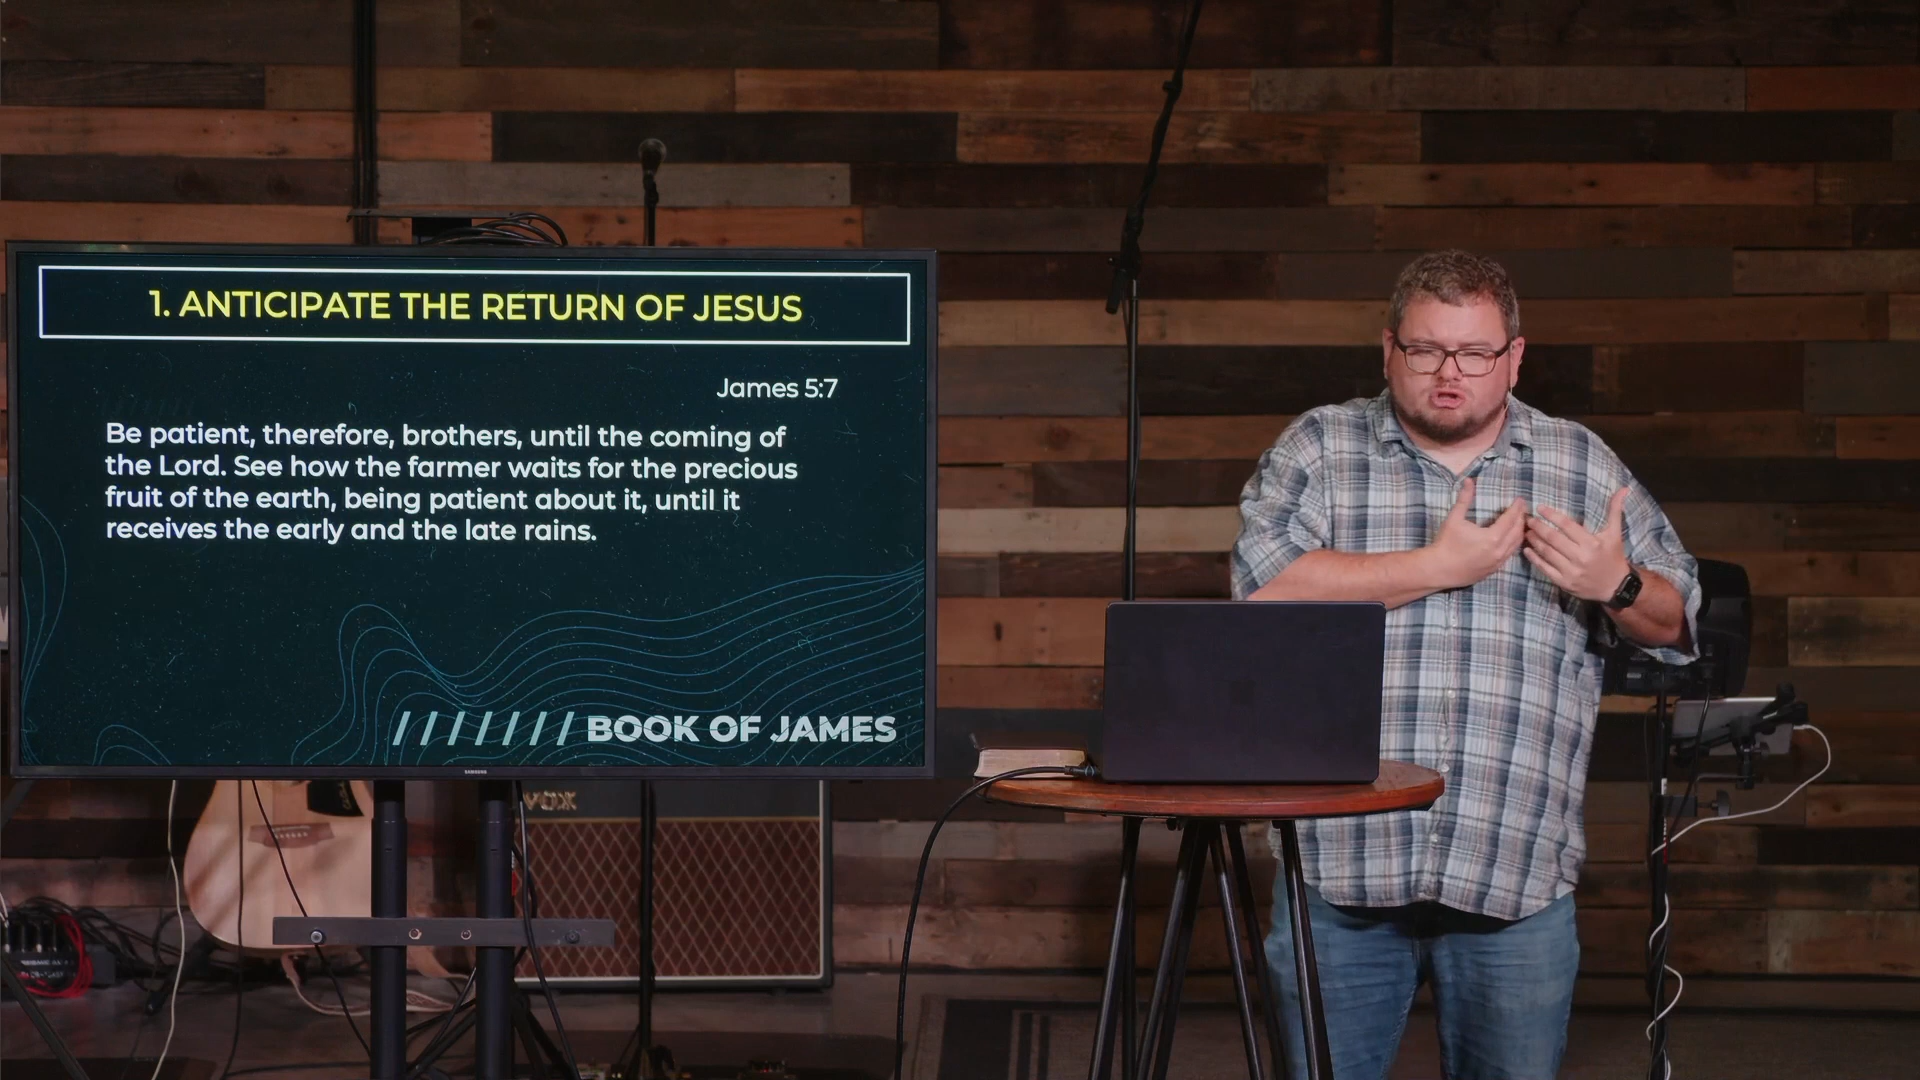 1. ANTICIPATE THE RETURN OF JESUS
James 5:7
Be patient, therefore, brothers, until the coming of
the Lord. See how the farmer waits for the precious
fruit of the earth, being patient about it, until it
receives the early and the late rains.
/////// BOOK OF JAMES
SAMSUNG
VOX